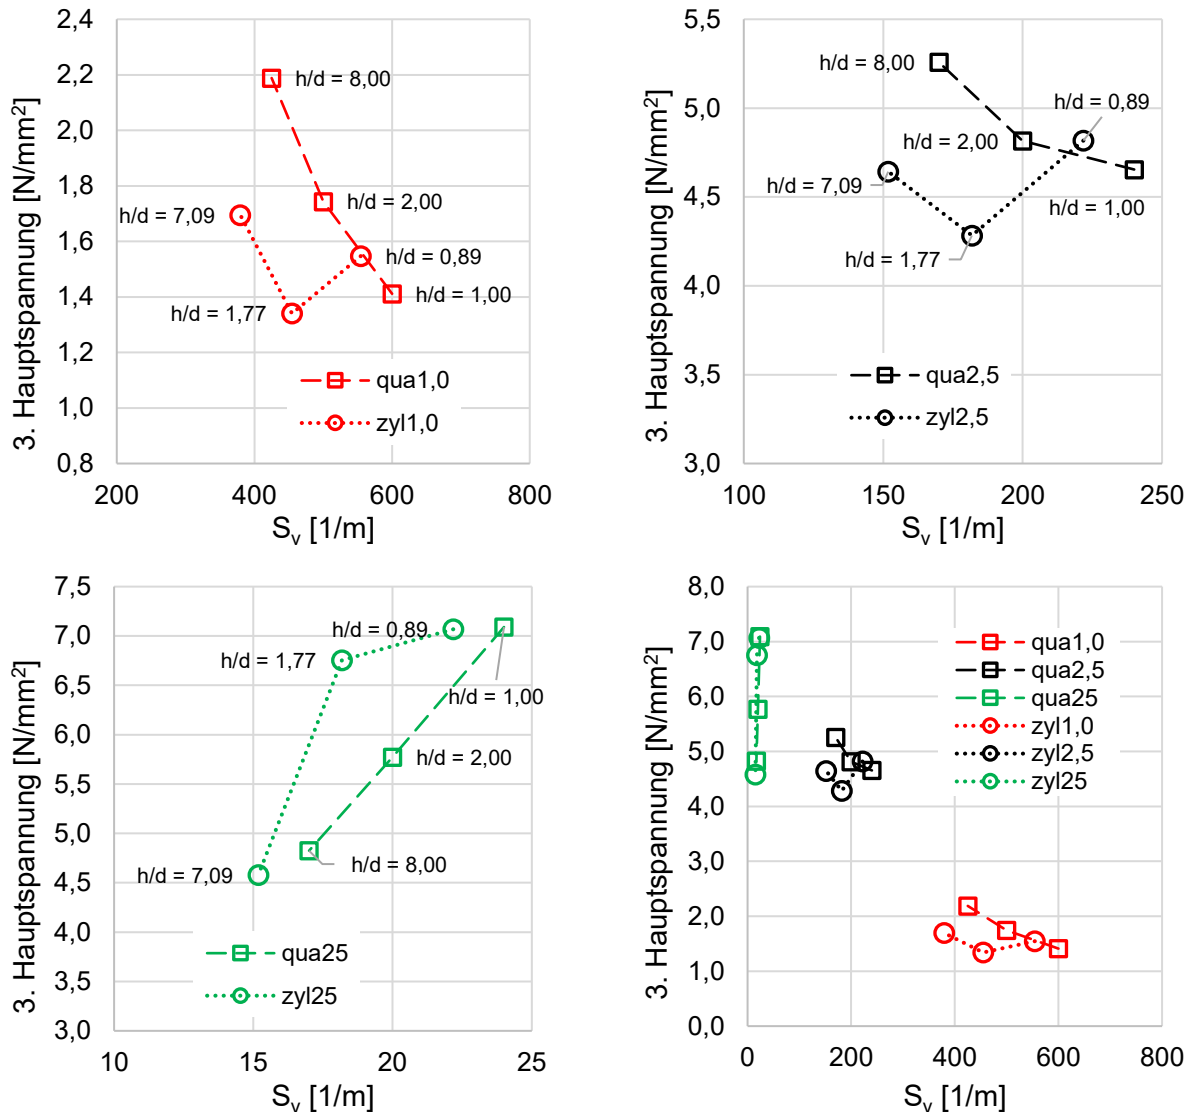 2,4
2,2
2,0
1,8
1,6
1,4
1,2
1,0
0,8
3. Hauptspannung [N/mm²]
h/d = 8,00
h/d = 2,00
h/d = 7,09
h/d = 0,89
h/d = 1,00
h/d = 1,77
qua1,0
zyl1,0
200 400 600 800
S_v [1/m]
5,5
5,0
4,5
4,0
3,5
3,0
3. Hauptspannung [N/mm²]
h/d = 8,00
h/d = 0,89
h/d = 2,00
h/d = 7,09
h/d = 1,00
h/d = 1,77
qua2,5
zyl2,5
100 150 200 250
S_v [1/m]
7,5
7,0
6,5
6,0
5,5
5,0
4,5
4,0
3,5
3,0
3. Hauptspannung [N/mm²]
h/d = 0,89
h/d = 1,77
h/d = 1,00
h/d = 2,00
h/d = 8,00
h/d = 7,09
qua25
zyl25
10 15 20 25
S_v [1/m]
8,0
7,0
6,0
5,0
4,0
3,0
2,0
1,0
0,0
3. Hauptspannung [N/mm²]
qua1,0
qua2,5
qua25
zyl1,0
zyl2,5
zyl25
0 200 400 600 800
S_v [1/m]